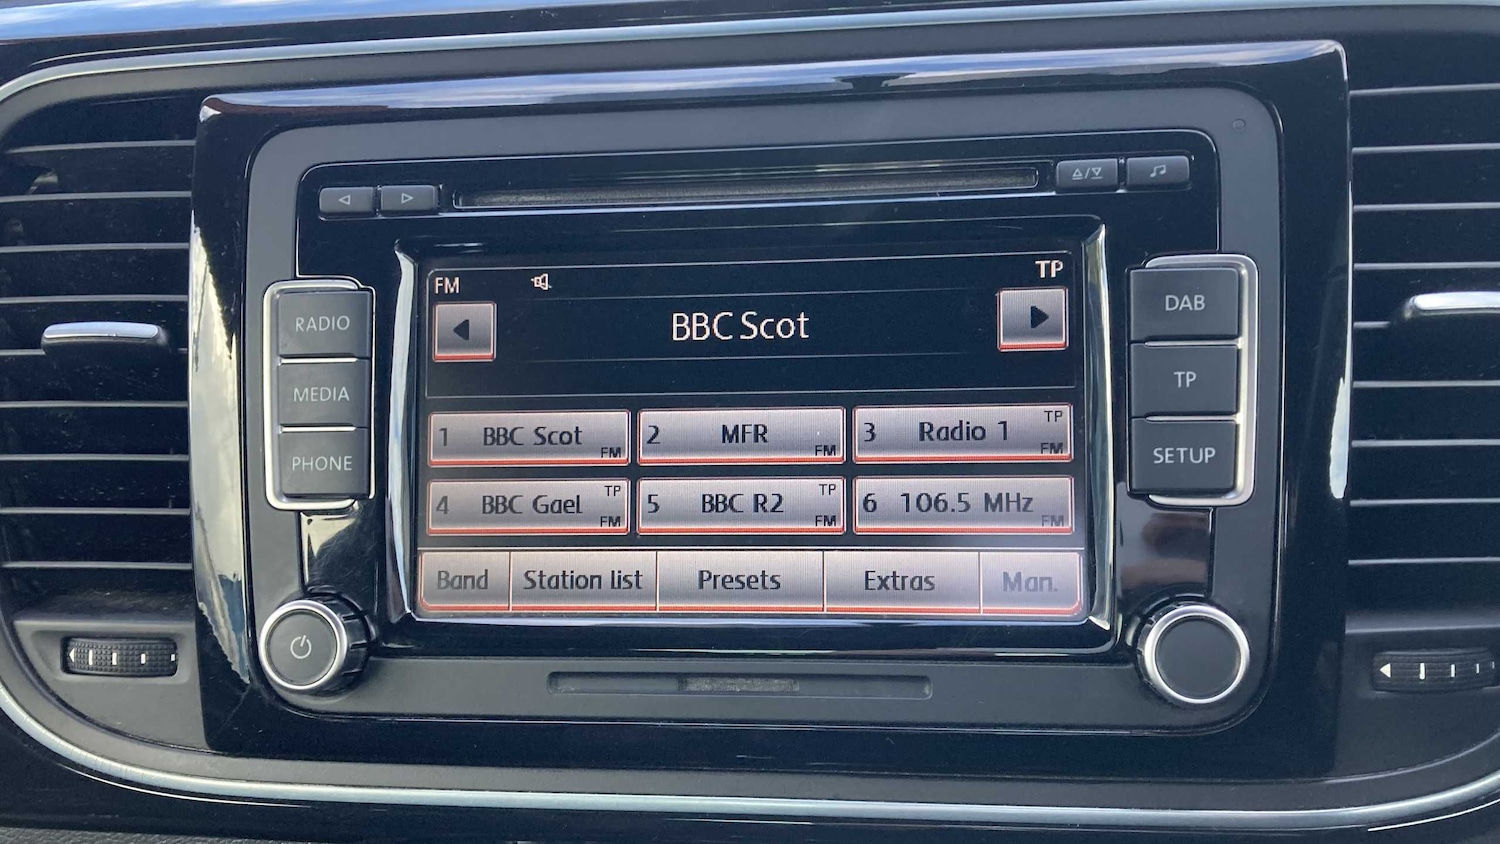 FM TP
BBC Scot
RADIO
MEDIA
PHONE
1 BBC Scot FM
2 MFR FM
3 Radio 1 TP FM
4 BBC Gael TP FM
5 BBC R2 TP FM
6 106.5 MHz FM
Band Station list Presets Extras Man.
DAB
TP
SETUP